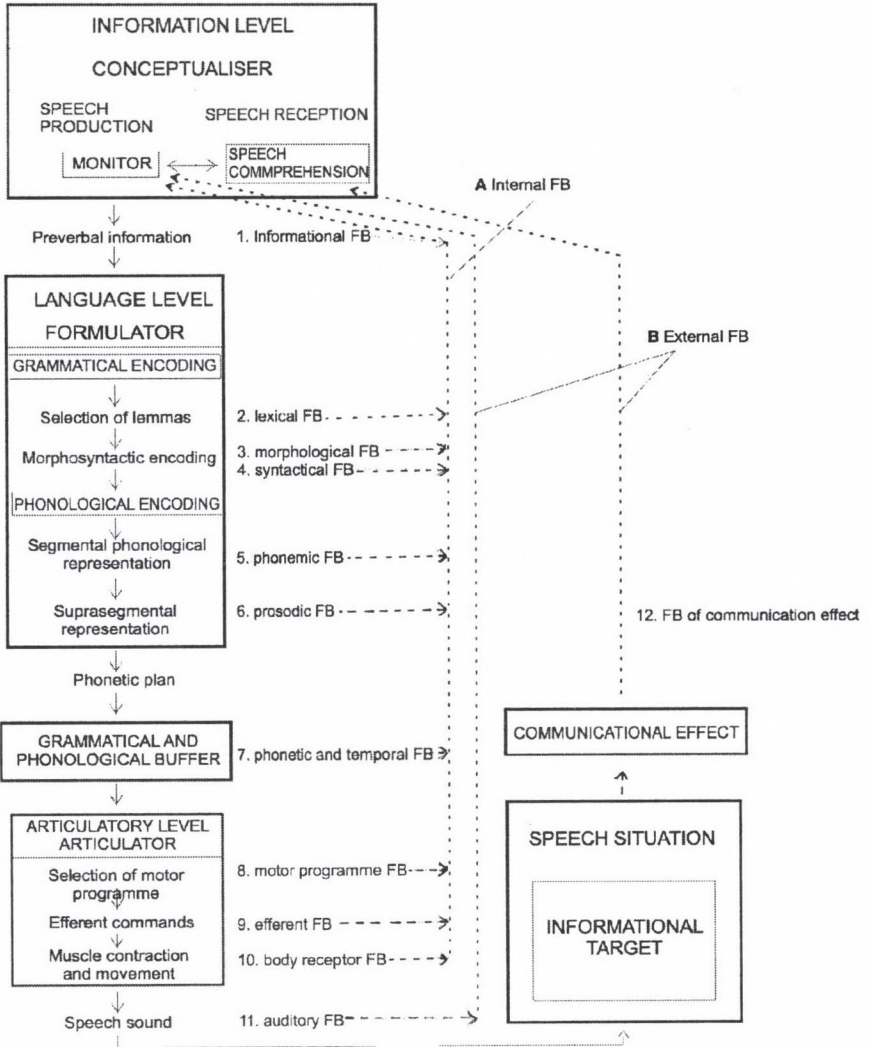 INFORMATION LEVEL
CONCEPTUALISER
SPEECH
PRODUCTION
SPEECH RECEPTION
MONITOR
SPEECH
COMMPREHENSION
A Internal FB
Preverbal information
1. Informational FB
LANGUAGE LEVEL
FORMULATOR
B External FB
GRAMMATICAL ENCODING
Selection of lemmas
2. lexical FB
Morphosyntactic encoding
3. morphological FB
4. syntactical FB
PHONOLOGICAL ENCODING
Segmental phonological
representation
5. phonemic FB
Suprasegmental
representation
6. prosodic FB
12. FB of communication effect
Phonetic plan
GRAMMATICAL AND
PHONOLOGICAL BUFFER
7. phonetic and temporal FB
COMMUNICATIONAL EFFECT
ARTICULATORY LEVEL
ARTICULATOR
SPEECH SITUATION
Selection of motor
programme
8. motor programme FB
Efferent commands
9. efferent FB
INFORMATIONAL
TARGET
Muscle contraction
and movement
10. body receptor FB
Speech sound
11. auditory FB